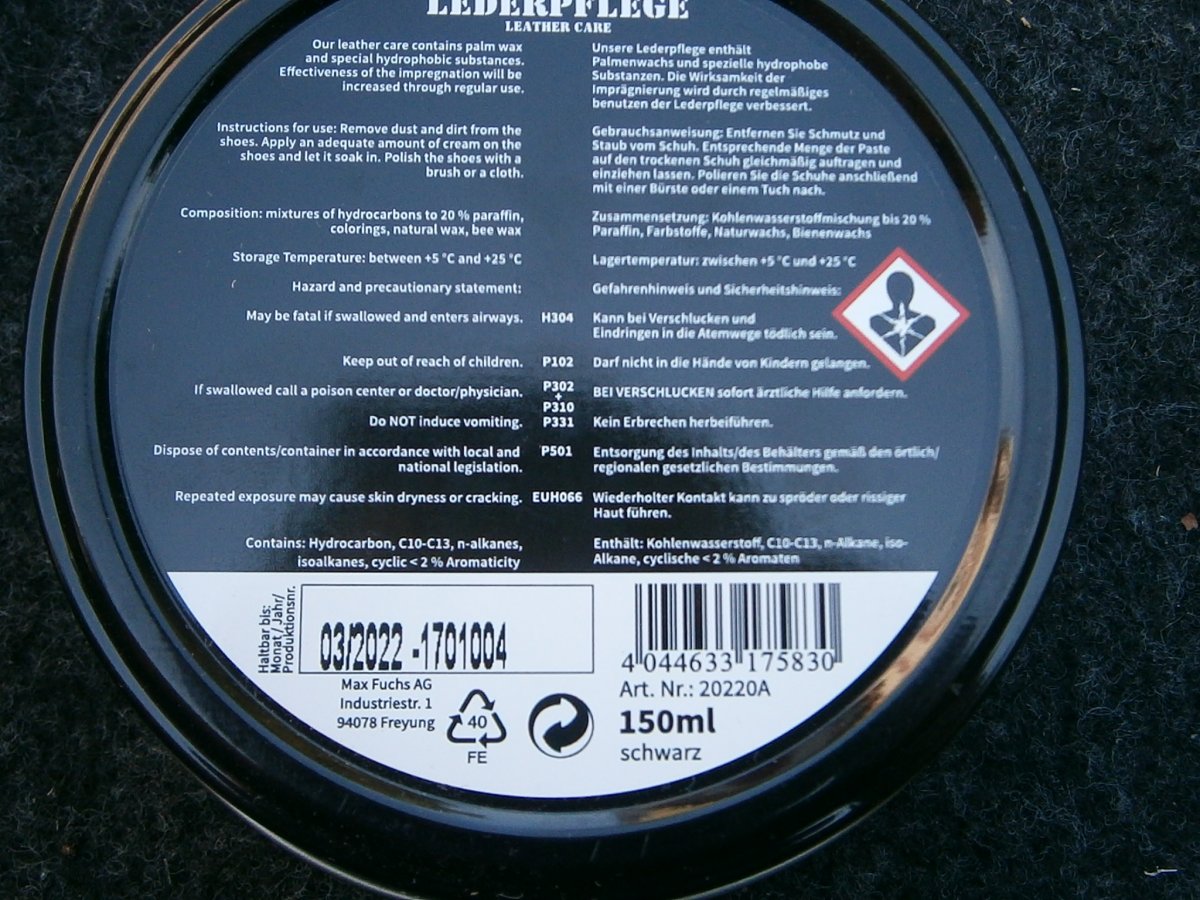 LEDERPFLEGE
LEATHER CARE
Our leather care contains palm wax
and special hydrophobic substances.
Effectiveness of the impregnation will be
increased through regular use.
Unsere Lederpflege enthält
Palmenwachs und spezielle hydrophobe
Substanzen. Die Wirksamkeit der
Imprägnierung wird durch regelmäßiges
benutzen der Lederpflege verbessert.
Instructions for use: Remove dust and dirt from the
shoes. Apply an adequate amount of cream on the
shoes and let it soak in. Polish the shoes with a
brush or a cloth.
Gebrauchsanweisung: Entfernen Sie Schmutz und
Staub vom Schuh. Entsprechende Menge der Paste
auf den trockenen Schuh gleichmäßig auftragen und
einziehen lassen. Polieren Sie die Schuhe anschließend
mit einer Bürste oder einem Tuch nach.
Composition: mixtures of hydrocarbons to 20 % paraffin,
colorings, natural wax, bee wax
Zusammensetzung: Kohlenwasserstoffmischung bis 20 %
Paraffin, Farbstoffe, Naturwachs, Bienenwachs
Storage Temperature: between +5 °C and +25 °C
Lagertemperatur: zwischen +5 °C und +25 °C
Hazard and precautionary statement:
Gefahrenhinweis und Sicherheitshinweis:
May be fatal if swallowed and enters airways.
H304
Kann bei Verschlucken und
Eindringen in die Atemwege tödlich sein.
Keep out of reach of children.
P102
Darf nicht in die Hände von Kindern gelangen.
If swallowed call a poison center or doctor/physician.
P302
+
P310
BEI VERSCHLUCKEN sofort ärztliche Hilfe anfordern.
Do NOT induce vomiting.
P331
Kein Erbrechen herbeiführen.
Dispose of contents/container in accordance with local and
national legislation.
P501
Entsorgung des Inhalts/des Behälters gemäß den örtlich/
regionalen gesetzlichen Bestimmungen.
Repeated exposure may cause skin dryness or cracking.
EUH066
Wiederholter Kontakt kann zu spröder oder rissiger
Haut führen.
Contains: Hydrocarbon, C10-C13, n-alkanes,
isoalkanes, cyclic < 2 % Aromaticity
Enthält: Kohlenwasserstoff, C10-C13, n-Alkane, iso-
Alkane, cyclische < 2 % Aromaten
Haltbar bis:
Monat / Jahr/
Produktionsnr.
03/2022 -1701004
Max Fuchs AG
Industriestr. 1
94078 Freyung
40
FE
4 044633 175830
Art. Nr.: 20220A
150ml
schwarz